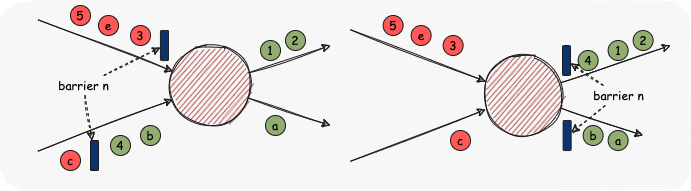 5 e 3
1 2
barrier n
a
c 4 b
5 e 3
4 1 2
barrier n
c
b a